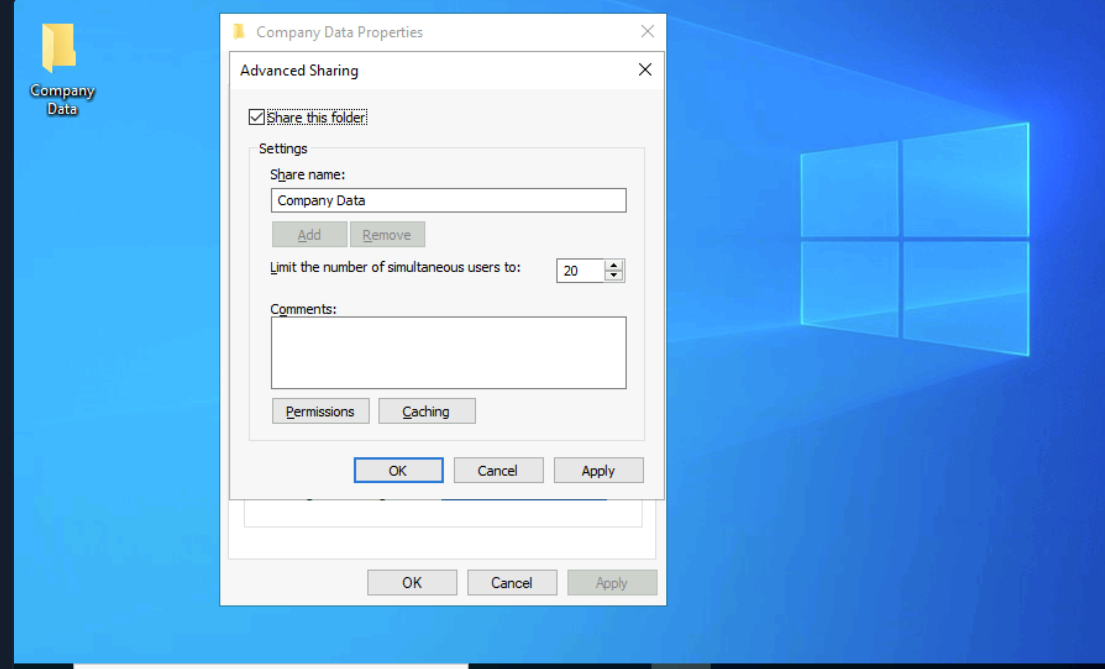 Company
Data
Company Data Properties
Advanced Sharing
Share this folder
Settings
Share name:
Company Data
Add
Remove
Limit the number of simultaneous users to:
20
Comments:
Permissions
Caching
OK
Cancel
Apply
OK
Cancel
Apply